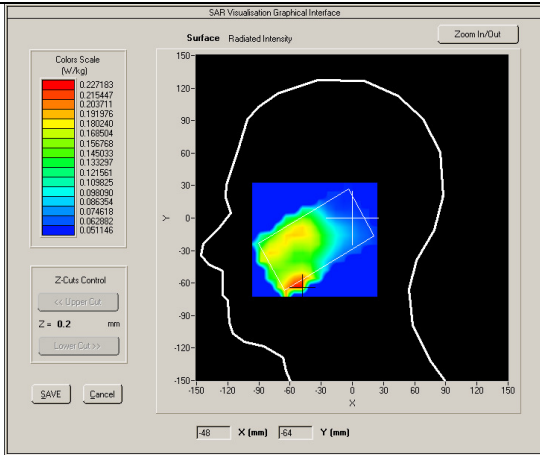 SAR Visualisation Graphical Interface
Surface Radiated Intensity
Zoom In/Out
Colors Scale
(W/kg)
0.227183
0.215447
0.203711
0.191976
0.180240
0.168504
0.156768
0.145033
0.133297
0.121561
0.109825
0.098090
0.086354
0.074618
0.062882
0.051146
Z-Cuts Control
<< Upper Cut
Z = 0.2 mm
Lower Cut >>
SAVE Cancel
150-
120-
90-
60-
30-
0-
-30-
-60-
-90-
-120-
-150-
Y
-150 -120 -90 -60 -30 0 30 60 90 120 150
X
-48 X (mm) -64 Y (mm)